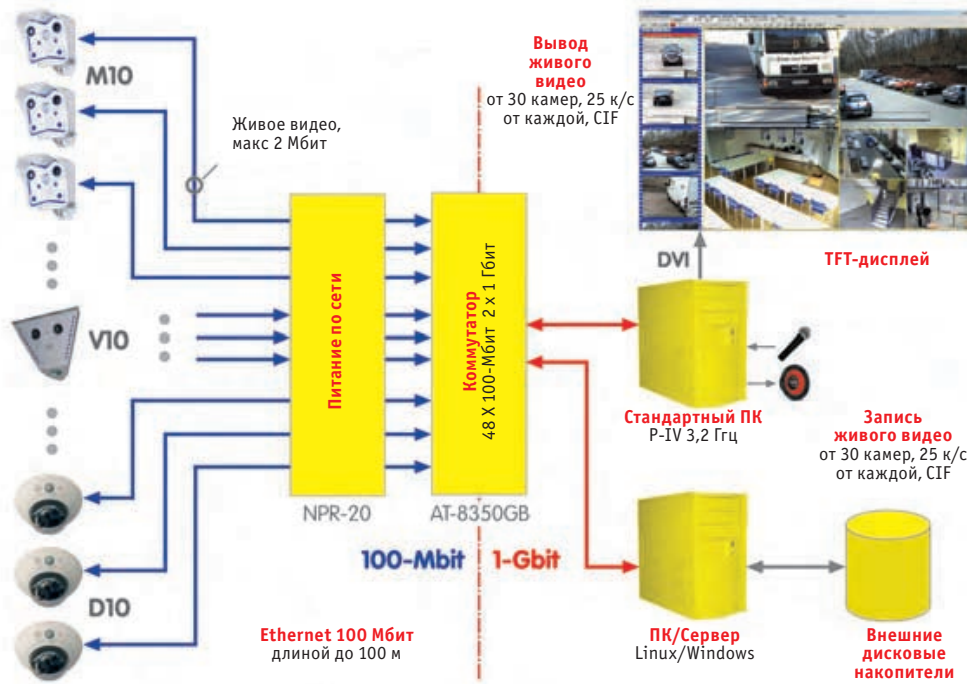 M10
Живое видео,
макс 2 Мбит
Вывод
живого
видео
от 30 камер, 25 к/с
от каждой, CIF
DVI
TFT-дисплей
V10
Питание по сети
Коммутатор
48 X 100-Мбит 2 x 1 Гбит
NPR-20
AT-8350GB
Стандартный ПК
P-IV 3,2 Ггц
Запись
живого видео
от 30 камер, 25 к/с
от каждой, CIF
100-Mbit
1-Gbit
D10
Ethernet 100 Мбит
длиной до 100 м
ПК/Сервер
Linux/Windows
Внешние
дисковые
накопители